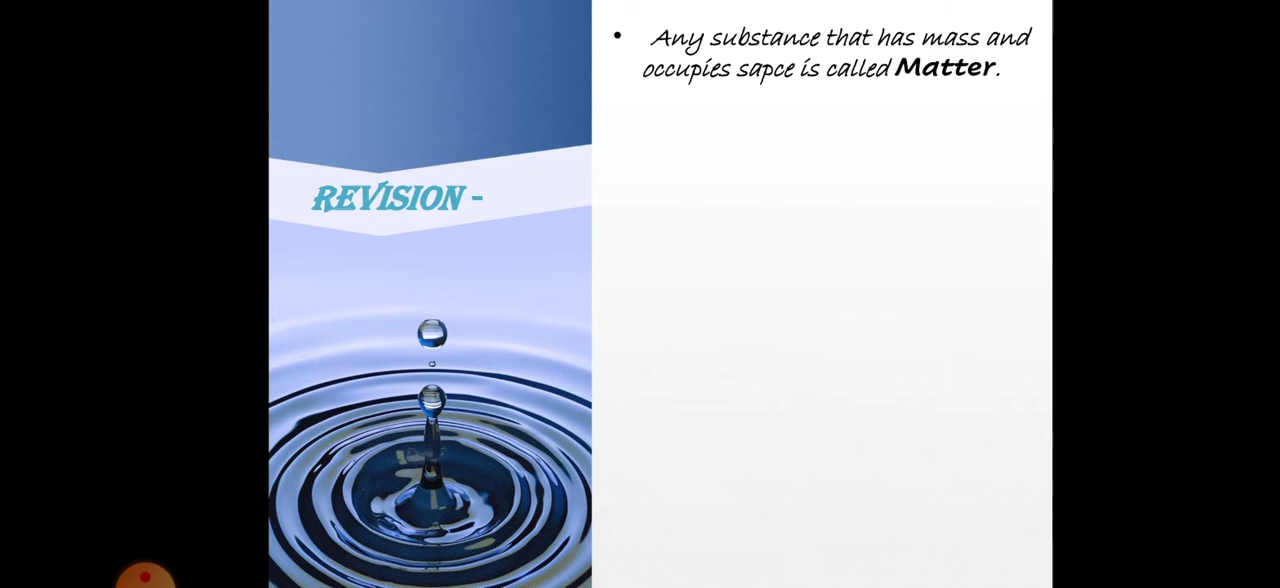 REVISION -
• Any substance that has mass and
occupies sapce is called Matter.